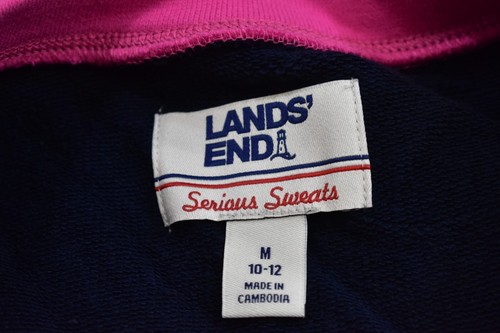 LANDS'
END
Serious Sweats
M
10-12
MADE IN
CAMBODIA